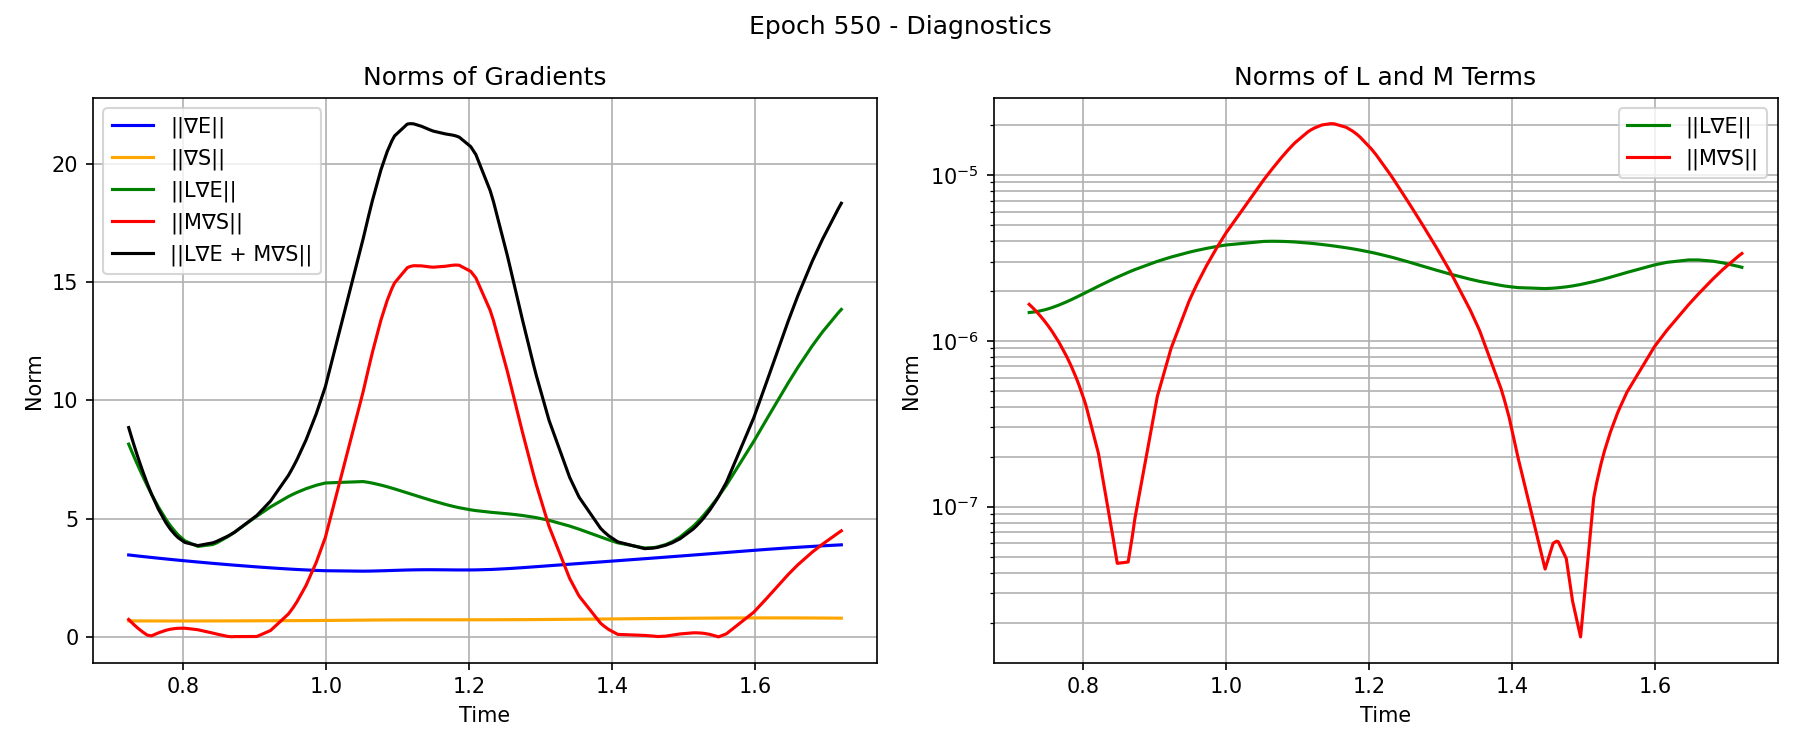 Epoch 550 - Diagnostics
Norms of Gradients
||∇E||
||∇S||
||L∇E||
||M∇S||
||L∇E + M∇S||
20
15
10
5
0
Norm
0.8 1.0 1.2 1.4 1.6
Time
Norms of L and M Terms
||L∇E||
||M∇S||
10⁻⁵
10⁻⁶
10⁻⁷
Norm
0.8 1.0 1.2 1.4 1.6
Time